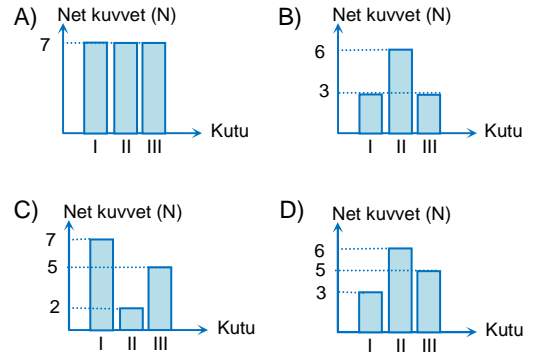 A) Net kuvvet (N)
7
I II III Kutu
B) Net kuvvet (N)
6
3
I II III Kutu
C) Net kuvvet (N)
7
5
2
I II III Kutu
D) Net kuvvet (N)
6
5
3
I II III Kutu